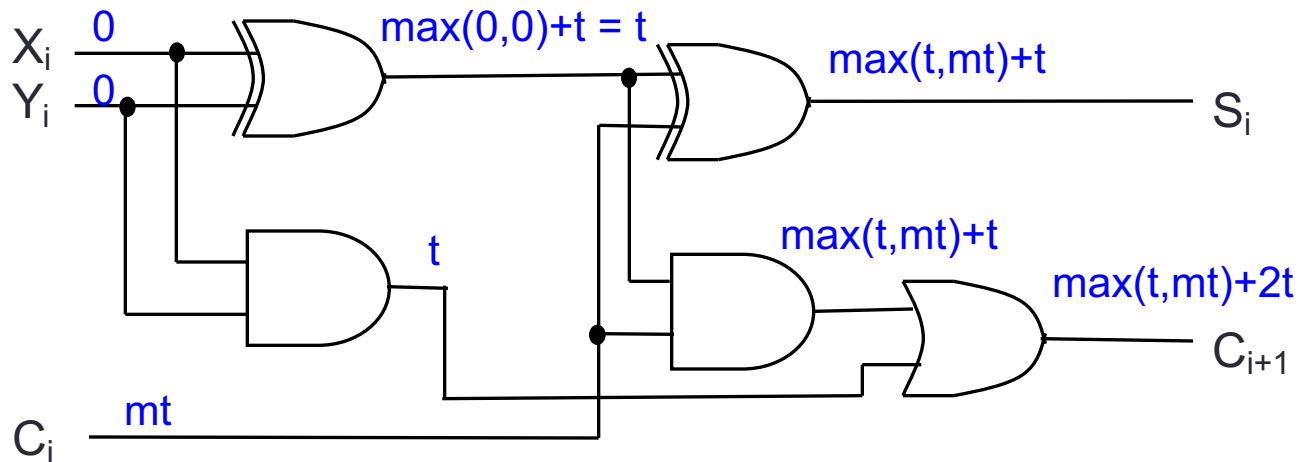 0
max(0,0)+t = t
Xᵢ
max(t,mt)+t
0
Yᵢ
Sᵢ
t
max(t,mt)+t
max(t,mt)+2t
Cᵢ₊₁
mt
Cᵢ